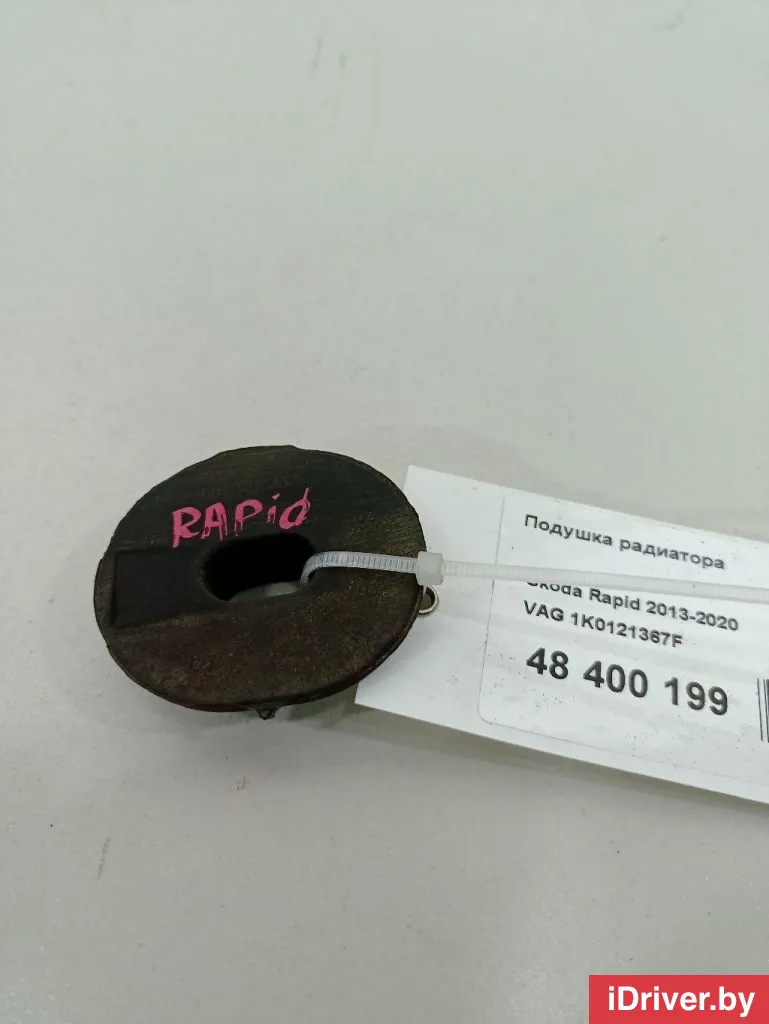 RAPiD
Подушка радиатора
Skoda Rapid 2013-2020
VAG 1K0121367F
48 400 199
iDriver.by